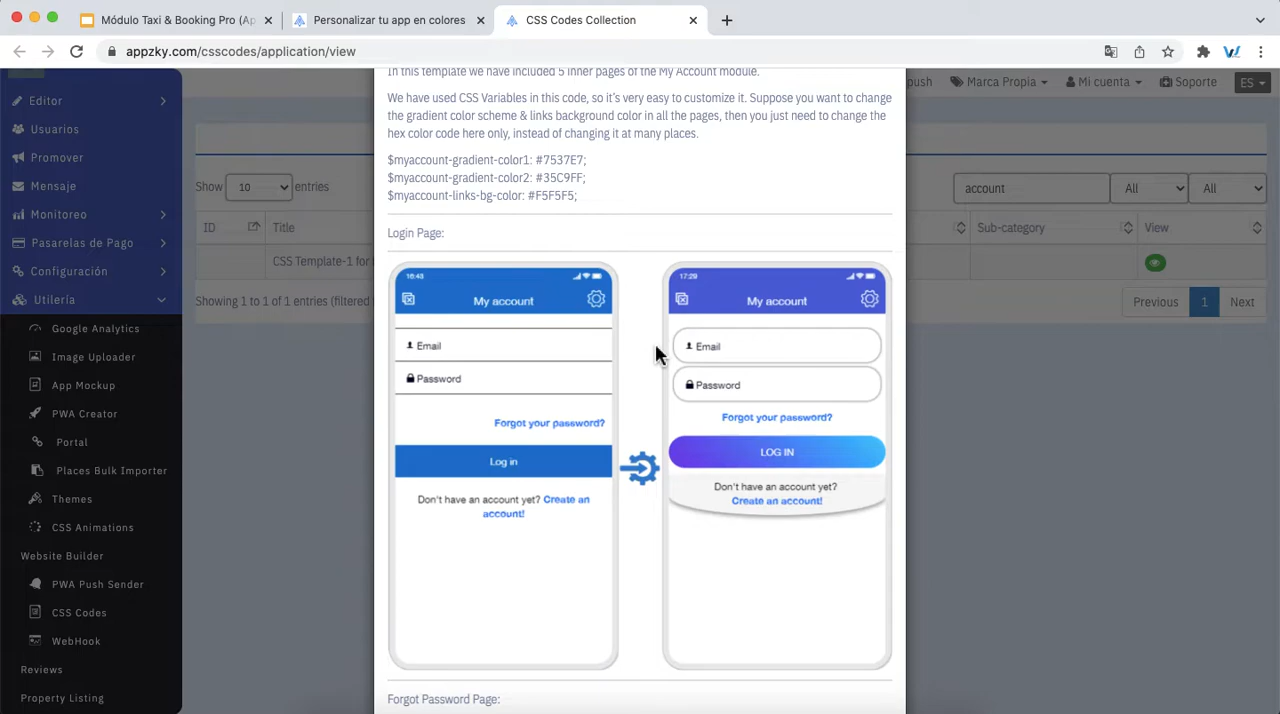 Módulo Taxi & Booking Pro (Ap
Personalizar tu app en colores
CSS Codes Collection
appzky.com/csscodes/application/view
Editor
Usuarios
Promover
Mensaje
Monitoreo
Pasarelas de Pago
Configuración
Utilería
Google Analytics
Image Uploader
App Mockup
PWA Creator
Portal
Places Bulk Importer
Themes
CSS Animations
Website Builder
PWA Push Sender
CSS Codes
WebHook
Reviews
Property Listing
push
Marca Propia
Mi cuenta
Soporte
ES
Show 10 entries
account
All
All
ID
Title
Sub-category
View
CSS Template-1 for
Showing 1 to 1 of 1 entries (filtered
Previous
1
Next
In this template we have included 5 inner pages of the My Account module.
We have used CSS Variables in this code, so it's very easy to customize it. Suppose you want to change
the gradient color scheme & links background color in all the pages, then you just need to change the
hex color code here only, instead of changing it at many places.
$myaccount-gradient-color1: #7537E7;
$myaccount-gradient-color2: #35C9FF;
$myaccount-links-bg-color: #F5F5F5;
Login Page:
16:43
My account
Email
Password
Forgot your password?
Log in
Don't have an account yet? Create an
account!
17:29
My account
Email
Password
Forgot your password?
LOG IN
Don't have an account yet?
Create an account!
Forgot Password Page: